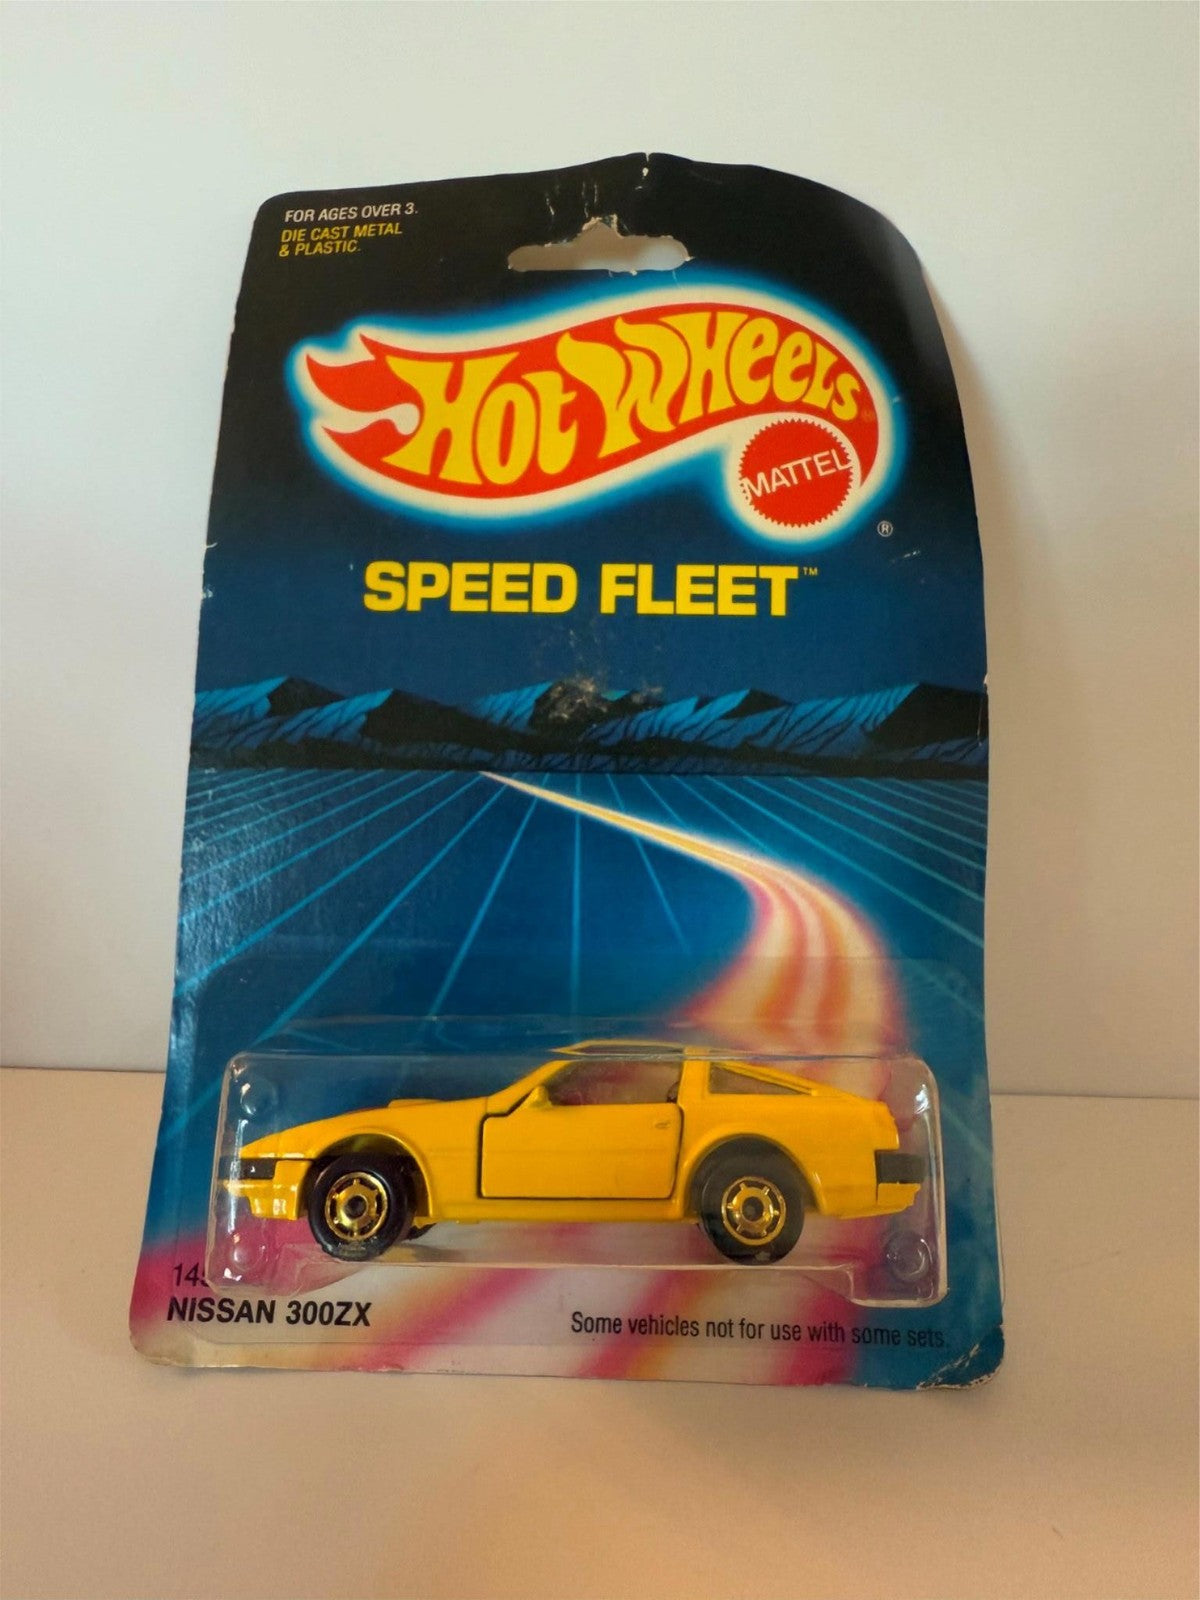 FOR AGES OVER 3.
DIE CAST METAL
& PLASTIC.
HOT WHEELS
MATTEL
®
SPEED FLEET™
NISSAN 300ZX
Some vehicles not for use with some sets.